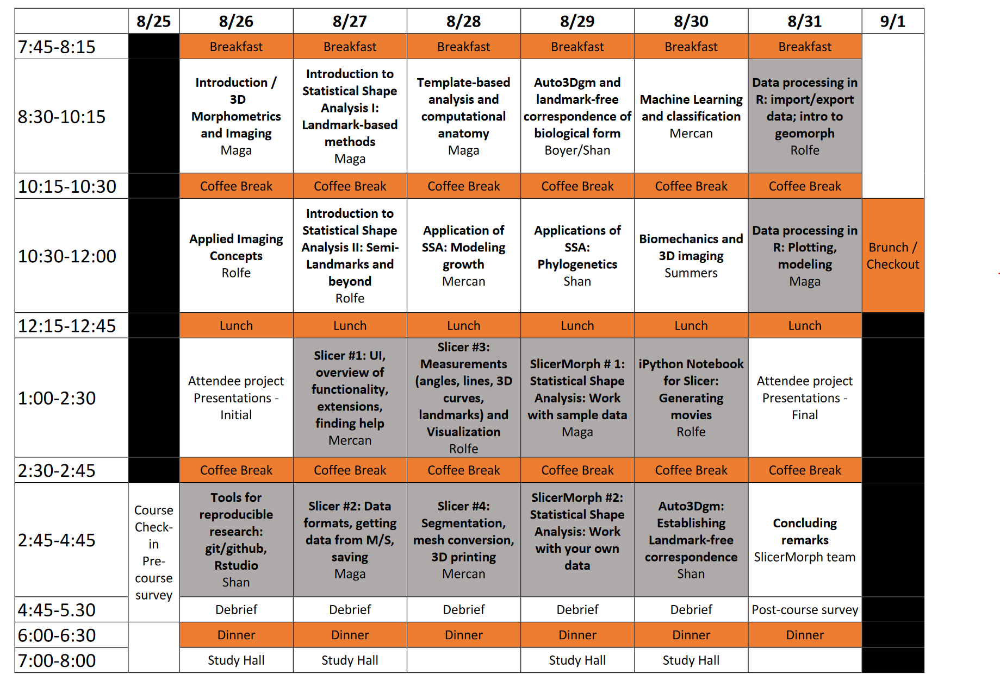 8/25 8/26 8/27 8/28 8/29 8/30 8/31 9/1
7:45-8:15 Breakfast Breakfast Breakfast Breakfast Breakfast Breakfast
8:30-10:15
Introduction /
3D
Morphometrics
and Imaging
Maga
Introduction to
Statistical Shape
Analysis I:
Landmark-based
methods
Maga
Template-based
analysis and
computational
anatomy
Maga
Auto3Dgm and
landmark-free
correspondence of
biological form
Boyer/Shan
Machine Learning
and classification
Mercan
Data processing in
R: import/export
data; intro to
geomorph
Rolfe
10:15-10:30 Coffee Break Coffee Break Coffee Break Coffee Break Coffee Break Coffee Break
10:30-12:00
Applied Imaging
Concepts
Rolfe
Introduction to
Statistical Shape
Analysis II: Semi-
Landmarks and
beyond
Rolfe
Application of
SSA: Modeling
growth
Mercan
Applications of
SSA:
Phylogenetics
Shan
Biomechanics and
3D imaging
Summers
Data processing in
R: Plotting,
modeling
Maga
Brunch /
Checkout
12:15-12:45 Lunch Lunch Lunch Lunch Lunch Lunch
1:00-2:30
Attendee project
Presentations -
Initial
Slicer #1: UI,
overview of
functionality,
extensions,
finding help
Mercan
Slicer #3:
Measurements
(angles, lines, 3D
curves,
landmarks) and
Visualization
Rolfe
SlicerMorph # 1:
Statistical Shape
Analysis: Work
with sample data
Maga
iPython Notebook
for Slicer:
Generating
movies
Rolfe
Attendee project
Presentations -
Final
2:30-2:45 Coffee Break Coffee Break Coffee Break Coffee Break Coffee Break Coffee Break
2:45-4:45
Course
Check-
in
Pre-
course
survey
Tools for
reproducible
research:
git/github,
Rstudio
Shan
Slicer #2: Data
formats, getting
data from M/S,
saving
Maga
Slicer #4:
Segmentation,
mesh conversion,
3D printing
Mercan
SlicerMorph #2:
Statistical Shape
Analysis: Work
with your own
data
Auto3Dgm:
Establishing
Landmark-free
correspondence
Shan
Concluding
remarks
SlicerMorph team
4:45-5.30 Debrief Debrief Debrief Debrief Debrief Post-course survey
6:00-6:30 Dinner Dinner Dinner Dinner Dinner Dinner
7:00-8:00 Study Hall Study Hall Study Hall Study Hall